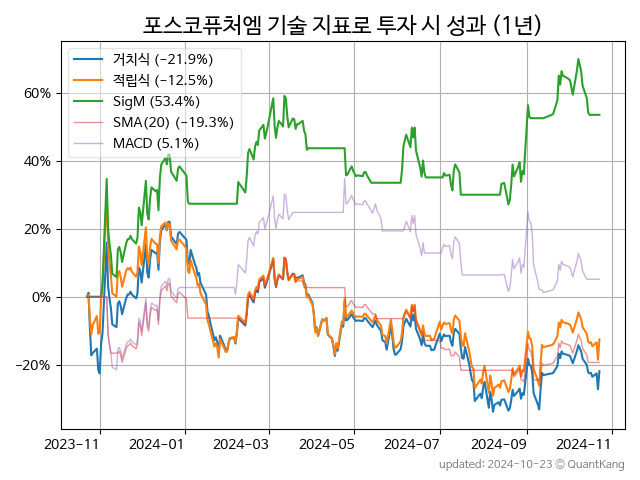 포스코퓨처엠 기술 지표로 투자 시 성과 (1년)
거치식 (−21.9%)
적립식 (−12.5%)
SigM (53.4%)
SMA(20) (−19.3%)
MACD (5.1%)
60%
40%
20%
0%
−20%
2023-11 2024-01 2024-03 2024-05 2024-07 2024-09 2024-11
updated: 2024-10-23 ⓒ QuantKang